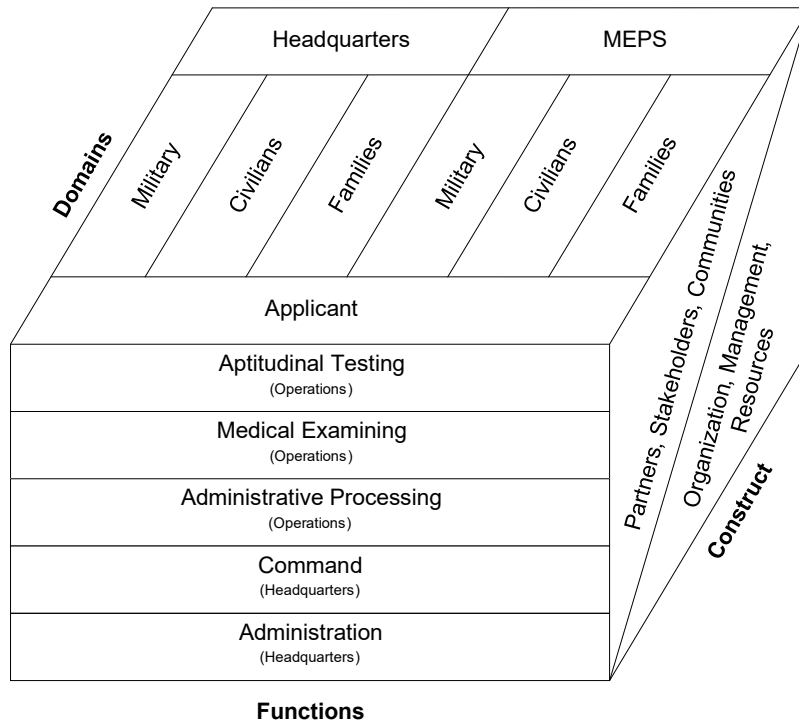 Headquarters
MEPS
Domains
Military
Civilians
Families
Military
Civilians
Families
Applicant
Aptitudinal Testing
(Operations)
Medical Examining
(Operations)
Administrative Processing
(Operations)
Command
(Headquarters)
Administration
(Headquarters)
Functions
Partners, Stakeholders, Communities
Organization, Management,
Resources
Construct